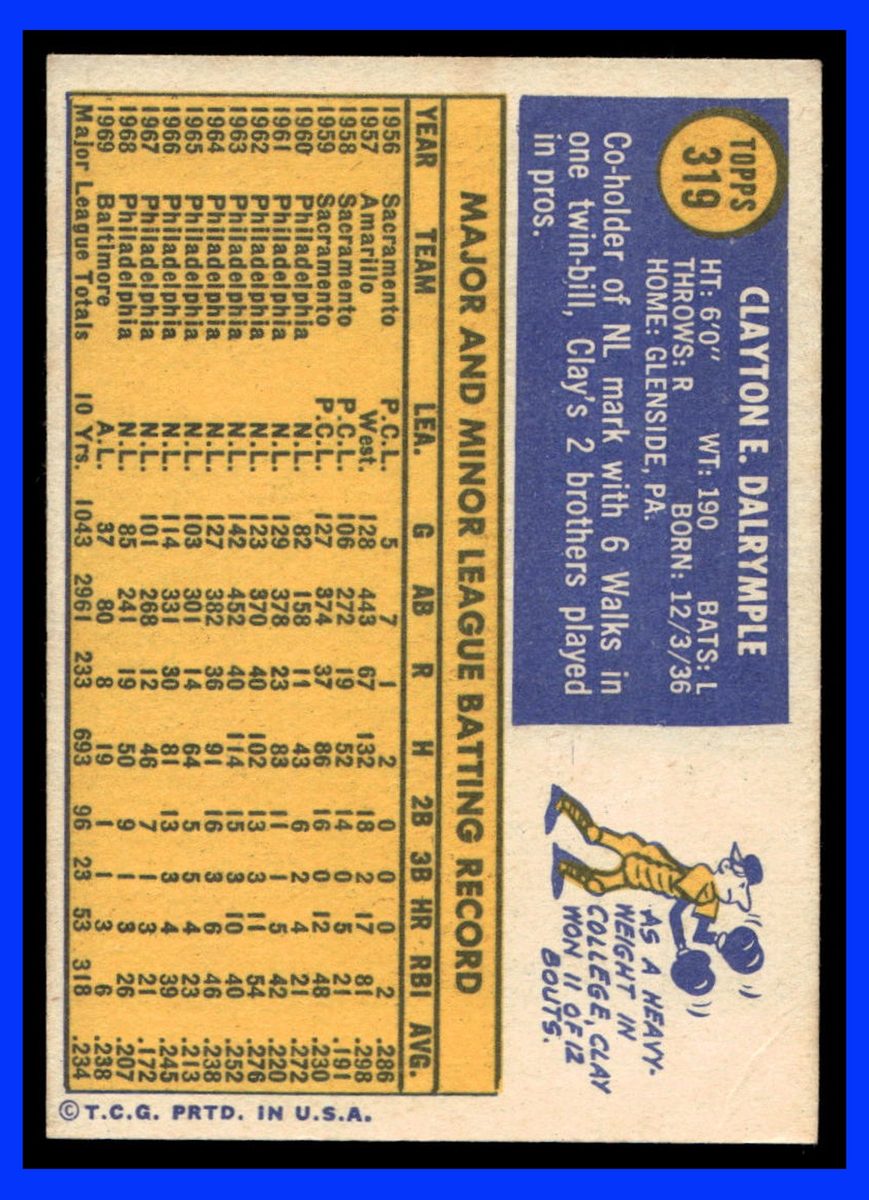 TOPPS
319
CLAYTON E. DALRYMPLE
HT: 6'0" WT: 190 BATS: L
THROWS: R BORN: 12/3/36
HOME: GLENSIDE, PA.
Co-holder of NL mark with 6 Walks in
one twin-bill, Clay's 2 brothers played
in pros.
AS A HEAVY-
WEIGHT IN
COLLEGE, CLAY
WON 11 OF 12
BOUTS.
MAJOR AND MINOR LEAGUE BATTING RECORD
YEAR TEAM LEA. G AB R H 2B 3B HR RBI AVG.
1956 Sacramento P.C.L. 5 7 1 2 0 0 0 2 .286
1957 Amarillo West. 128 443 67 132 18 2 17 81 .298
1958 Sacramento P.C.L. 106 272 19 52 14 0 5 21 .191
1959 Sacramento P.C.L. 127 374 37 86 16 0 12 48 .230
1960 Philadelphia N.L. 82 158 11 43 6 2 4 21 .272
1961 Philadelphia N.L. 129 378 23 83 11 1 5 42 .220
1962 Philadelphia N.L. 123 370 40 102 13 3 11 54 .276
1963 Philadelphia N.L. 142 452 40 114 15 3 10 40 .252
1964 Philadelphia N.L. 127 382 36 91 16 3 6 46 .238
1965 Philadelphia N.L. 103 301 14 64 5 5 4 23 .213
1966 Philadelphia N.L. 114 331 30 81 13 3 4 39 .245
1967 Philadelphia N.L. 101 268 12 46 7 1 3 21 .172
1968 Philadelphia N.L. 85 241 19 50 9 1 3 26 .207
1969 Baltimore A.L. 37 80 8 19 1 1 3 6 .238
Major League Totals 10 Yrs. 1043 2961 233 693 96 23 53 318 .234
© T.C.G. PRTD. IN U.S.A.